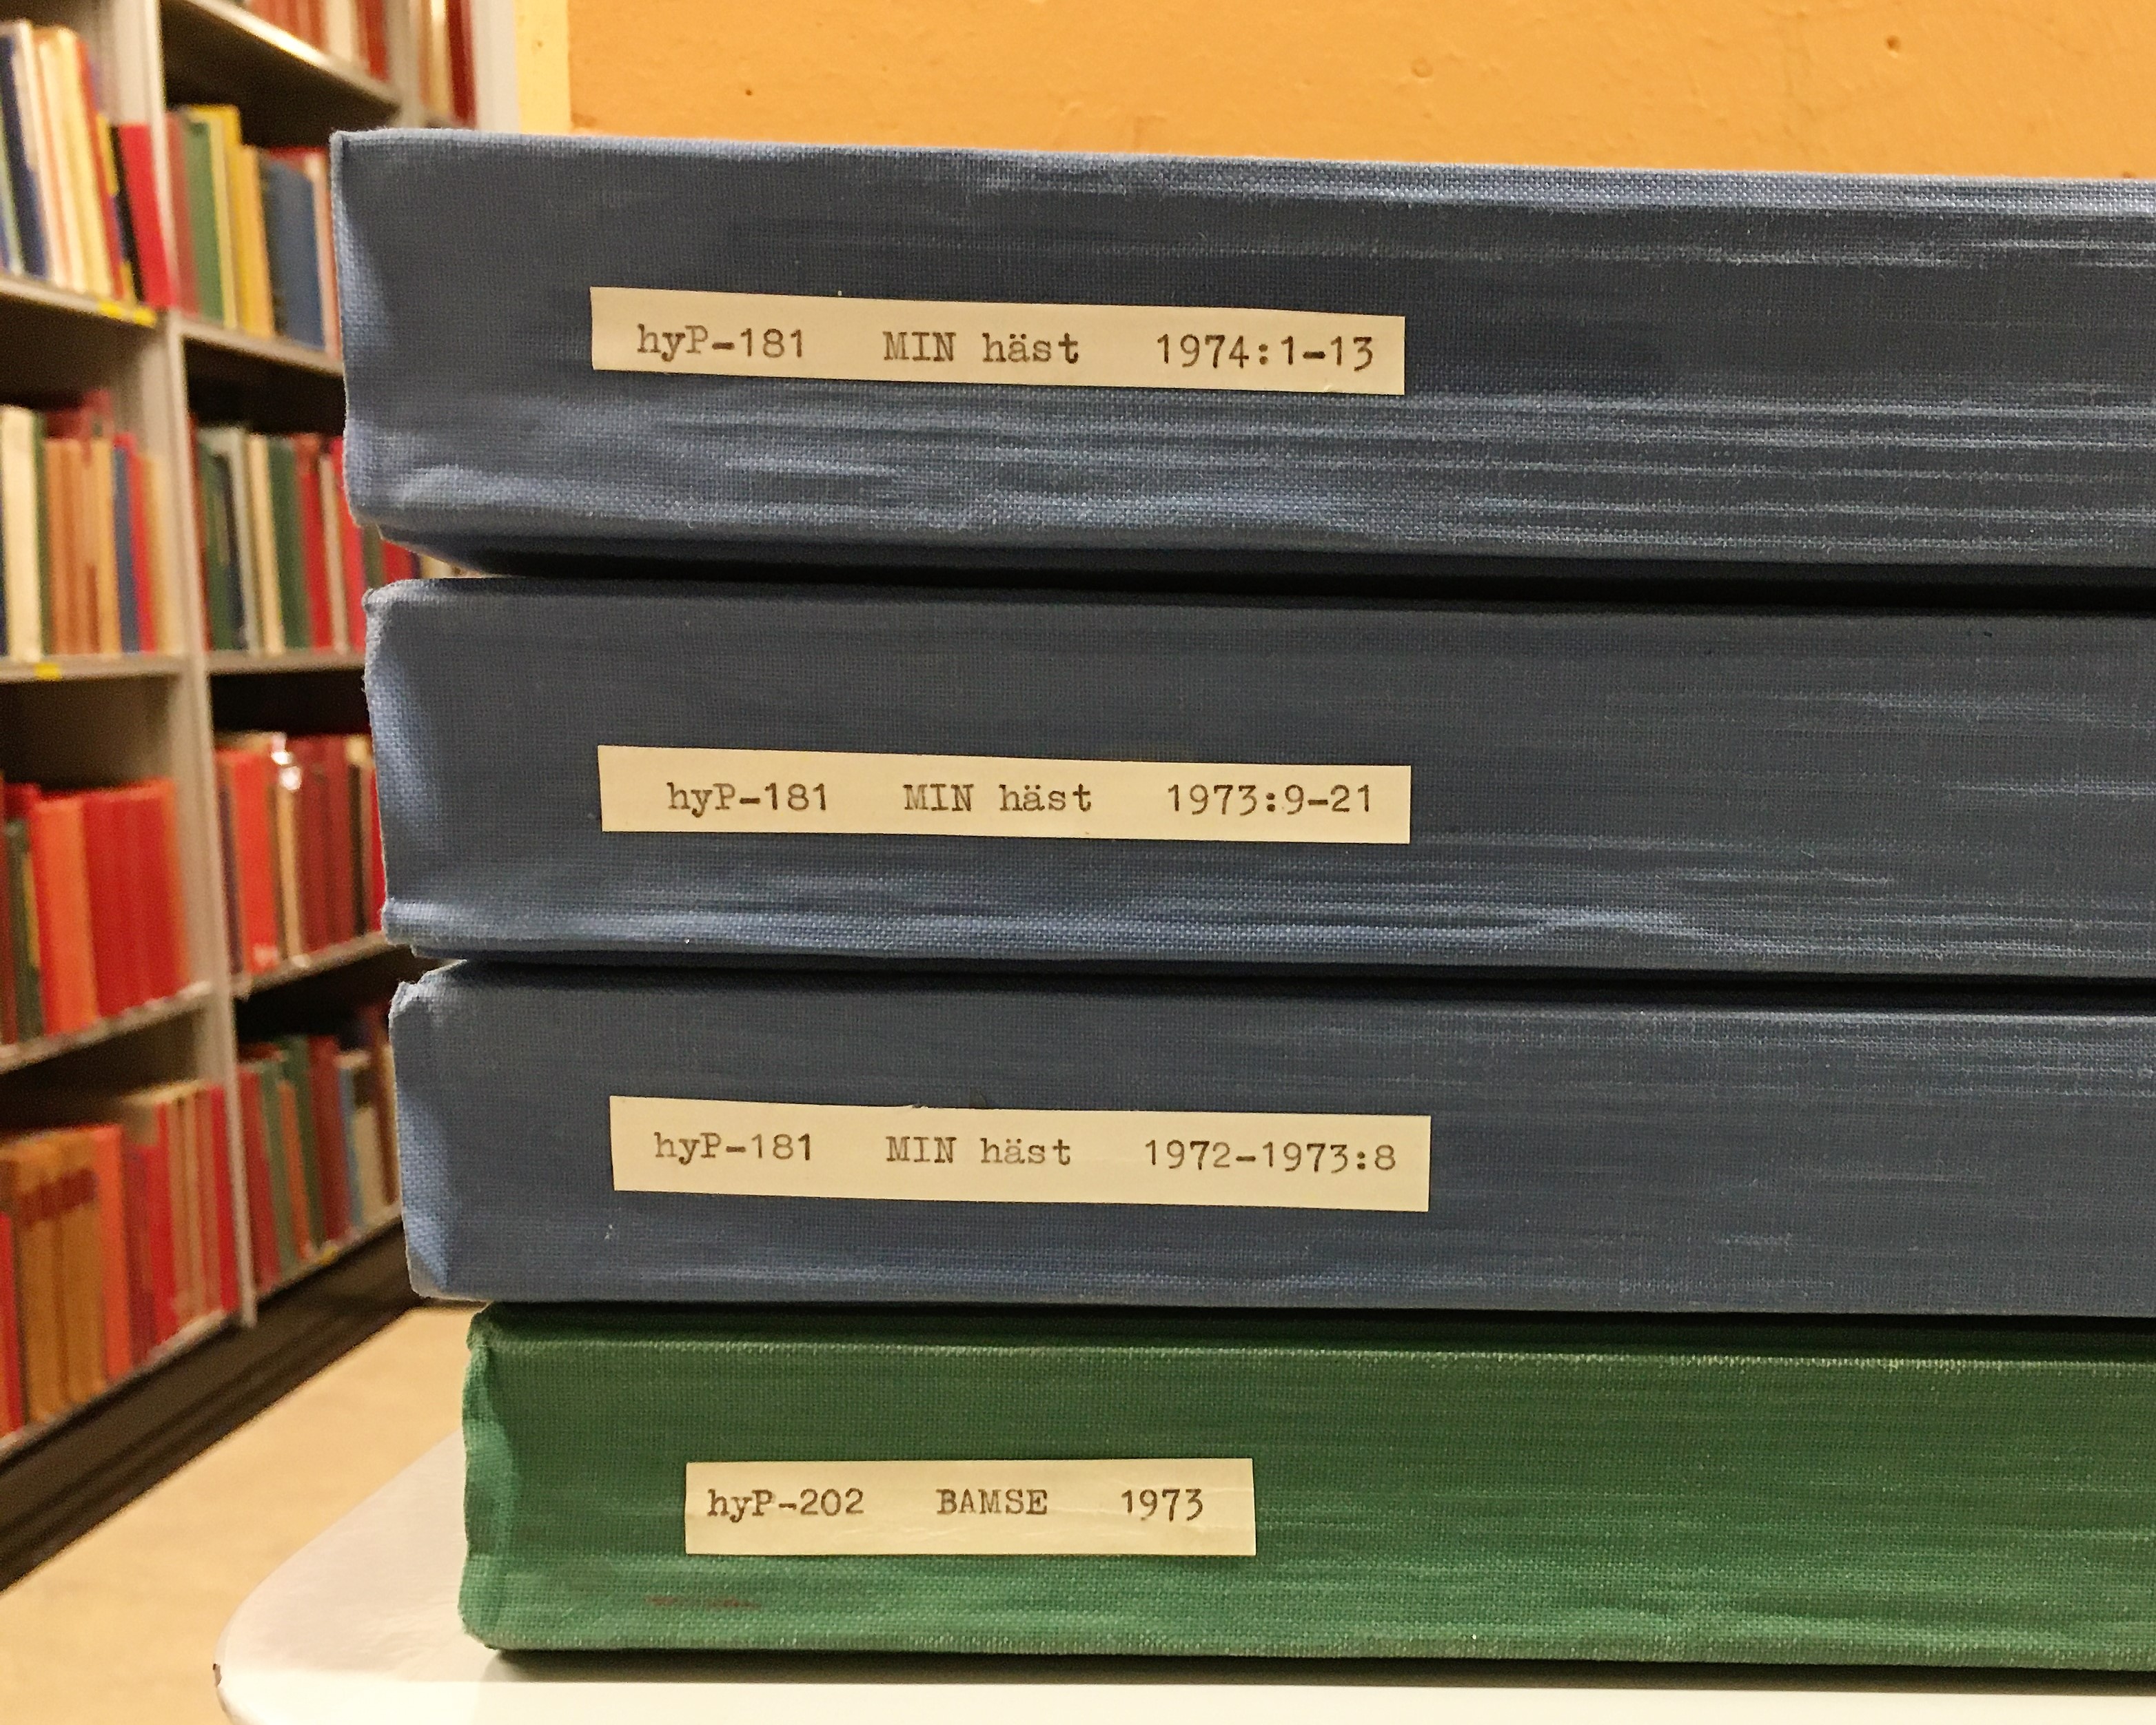 hyP-181 MIN häst 1974:1-13
hyP-181 MIN häst 1973:9-21
hyP-181 MIN häst 1972-1973:8
hyP-202 BAMSE 1973